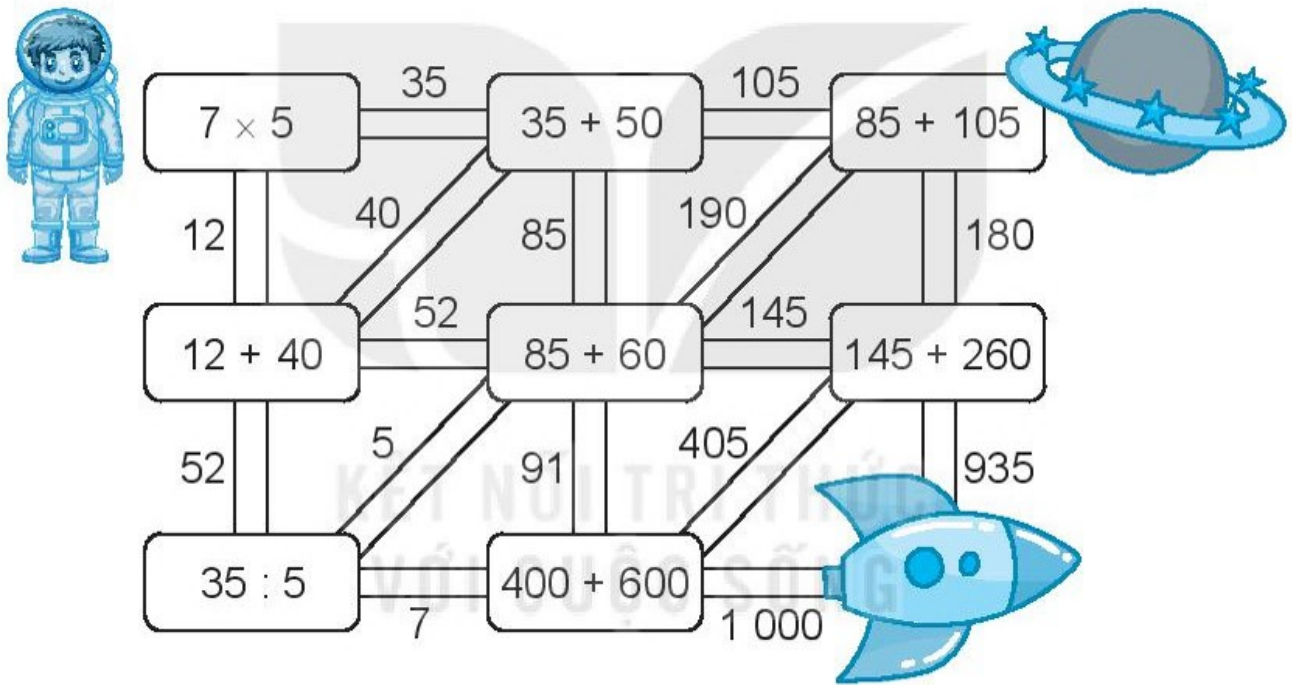 35 105
7 × 5 35 + 50 85 + 105
12 40 85 190 180
52 145
12 + 40 85 + 60 145 + 260
52 5 91 405 935
KẾT NỐI TRI THỨC
35 : 5 400 + 600
VỚI CUỘC SỐNG
7 1 000